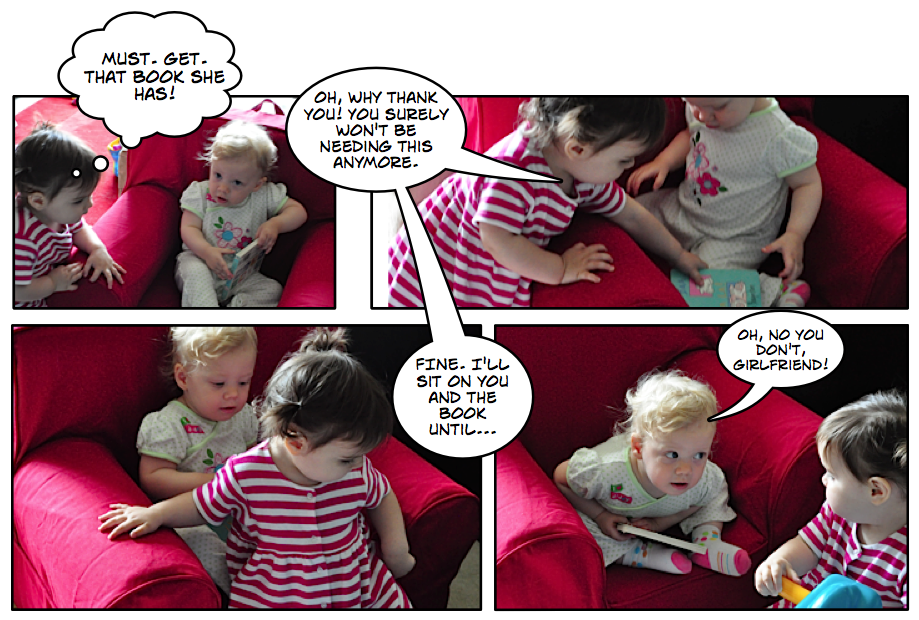 MUST. GET.
THAT BOOK SHE
HAS!
OH, WHY THANK
YOU! YOU SURELY
WON'T BE
NEEDING THIS
ANYMORE.
FINE. I'LL
SIT ON YOU
AND THE
BOOK
UNTIL...
OH, NO YOU
DON'T,
GIRLFRIEND!